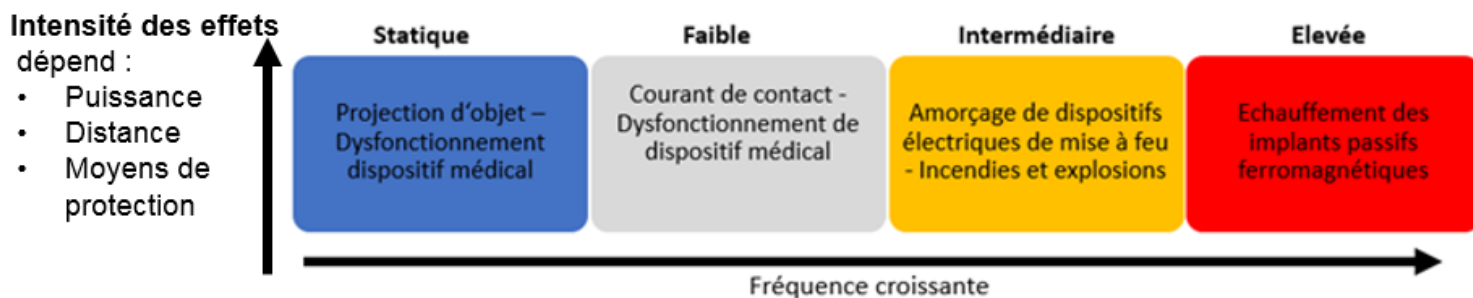 Intensité des effets
dépend :
• Puissance
• Distance
• Moyens de
protection
Statique
Faible
Intermédiaire
Elevée
Projection d'objet –
Dysfonctionnement
dispositif médical
Courant de contact -
Dysfonctionnement de
dispositif médical
Amorçage de dispositifs
électriques de mise à feu
- Incendies et explosions
Echauffement des
implants passifs
ferromagnétiques
Fréquence croissante